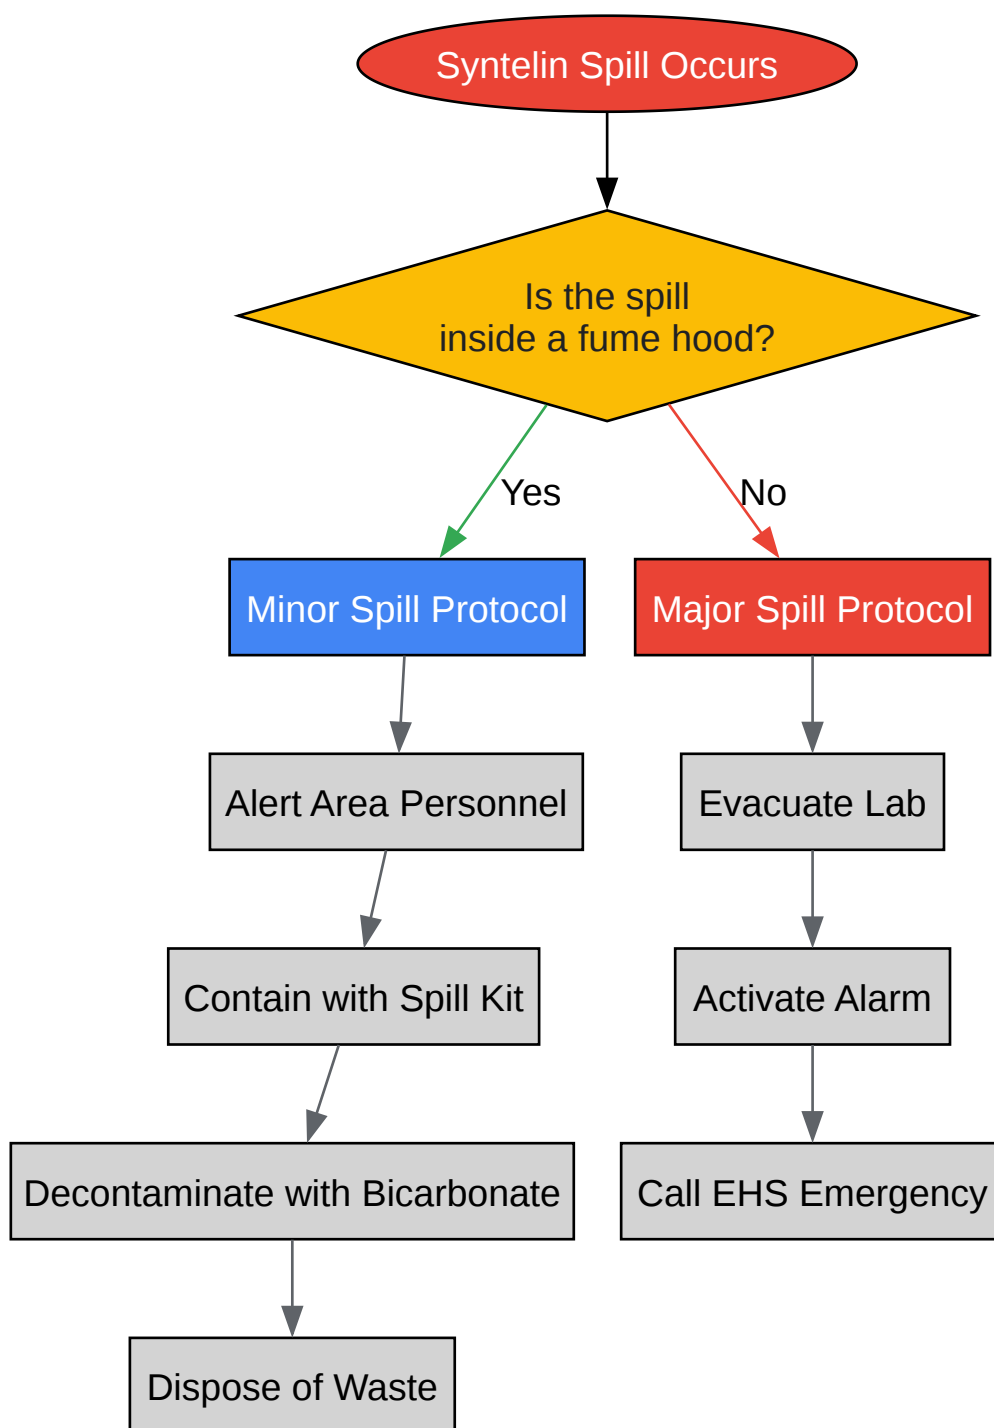 Syntelin Spill Occurs
Is the spill
inside a fume hood?
Yes
No
Minor Spill Protocol
Major Spill Protocol
Alert Area Personnel
Evacuate Lab
Contain with Spill Kit
Activate Alarm
Decontaminate with Bicarbonate
Call EHS Emergency
Dispose of Waste